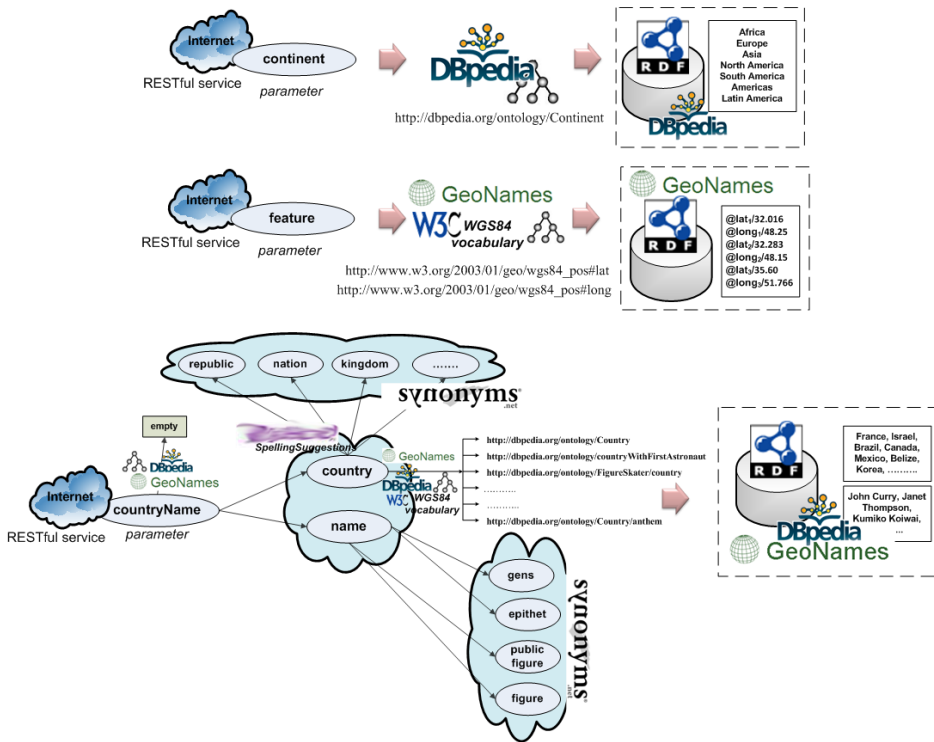 Internet
continent
RESTful service
parameter
DBpedia
http://dbpedia.org/ontology/Continent
RDF
DBpedia
Africa
Europe
Asia
North America
South America
Americas
Latin America
Internet
feature
RESTful service
parameter
GeoNames
W3C WGS84
vocabulary
http://www.w3.org/2003/01/geo/wgs84_pos#lat
http://www.w3.org/2003/01/geo/wgs84_pos#long
GeoNames
RDF
@lat₁/32.016
@long₁/48.25
@lat₂/32.283
@long₂/48.15
@lat₃/35.60
@long₃/51.766
republic
nation
kingdom
.......
synonyms
.net
empty
DBpedia
GeoNames
SpellingSuggestions
Internet
countryName
RESTful service
parameter
country
name
GeoNames
DBpedia
W3C WGS84
vocabulary
http://dbpedia.org/ontology/Country
http://dbpedia.org/ontology/countryWithFirstAstronaut
http://dbpedia.org/ontology/FigureSkater/country
............
............
http://dbpedia.org/ontology/Country/anthem
RDF
DBpedia
GeoNames
France, Israel,
Brazil, Canada,
Mexico, Belize,
Korea, ..........
John Curry, Janet
Thompson,
Kumiko Koiwai,
...
gens
epithet
public
figure
figure
synonyms
.net